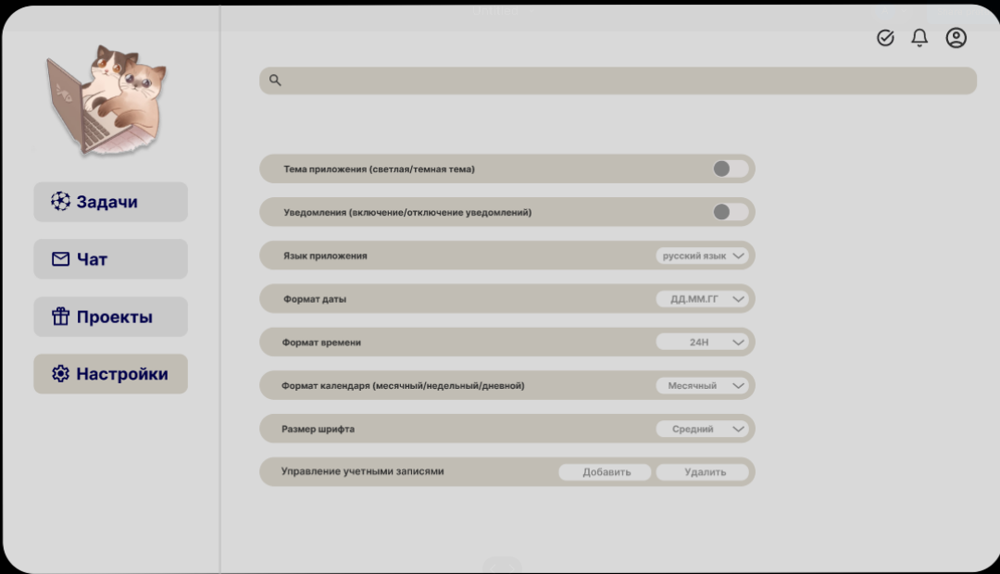 Задачи
Чат
Проекты
Настройки
Тема приложения (светлая/темная тема)
Уведомления (включение/отключение уведомлений)
Язык приложения
русский язык
Формат даты
ДД.ММ.ГГ
Формат времени
24Н
Формат календаря (месячный/недельный/дневной)
Месячный
Размер шрифта
Средний
Управление учетными записями
Добавить
Удалить